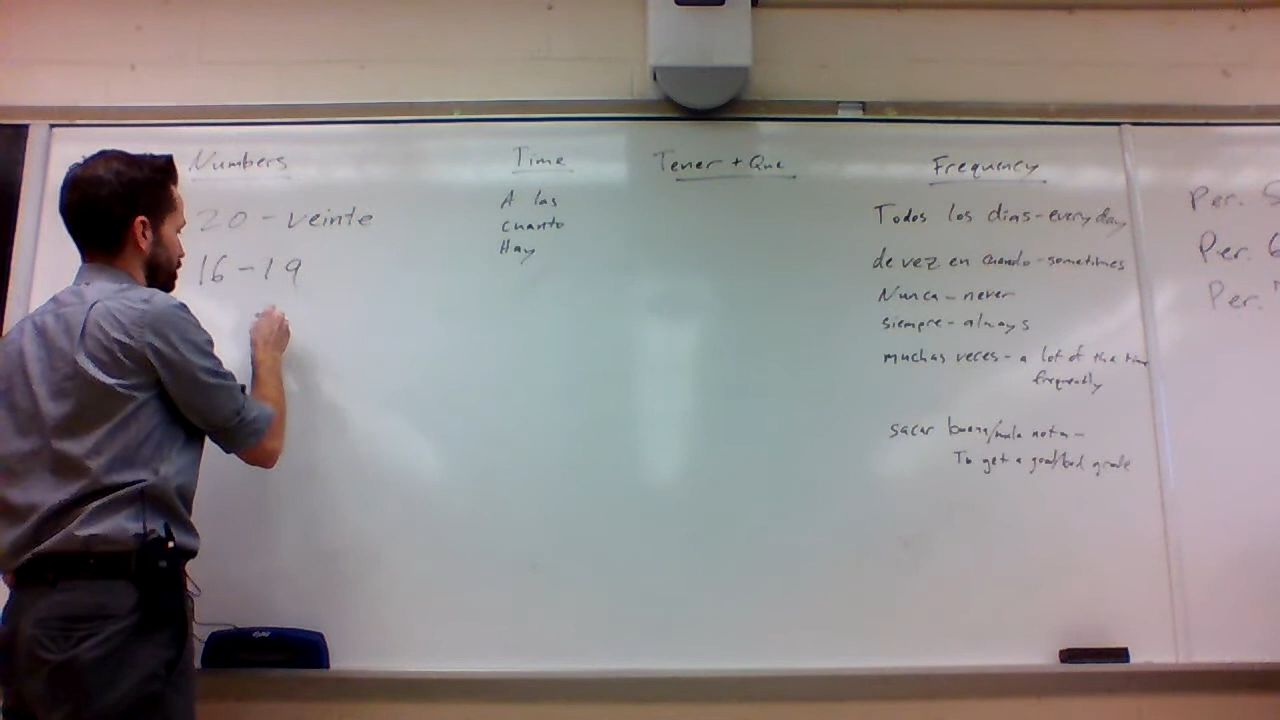 Numbers
20 - veinte
16 - 19
Time
A las
cuanto
Hay
Tener + Que
Frequency
Todos los dias - every day
de vez en cuando - sometimes
Nunca - never
siempre - always
muchas veces - a lot of the time
frequently
sacar buena/mala nota -
To get a good/bad grade
Per. 5
Per. 6
Per.